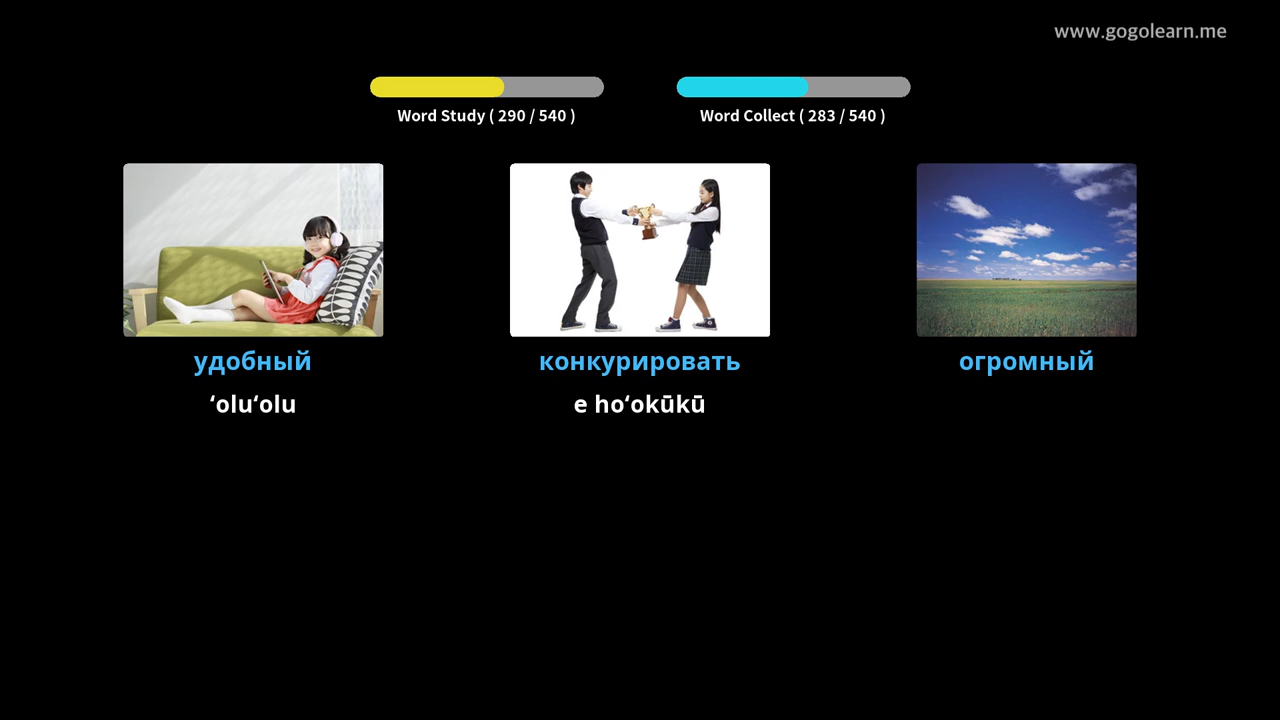 www.gogolearn.me
Word Study ( 290 / 540 )
Word Collect ( 283 / 540 )
удобный
конкурировать
огромный
ʻoluʻolu
e hoʻokūkū